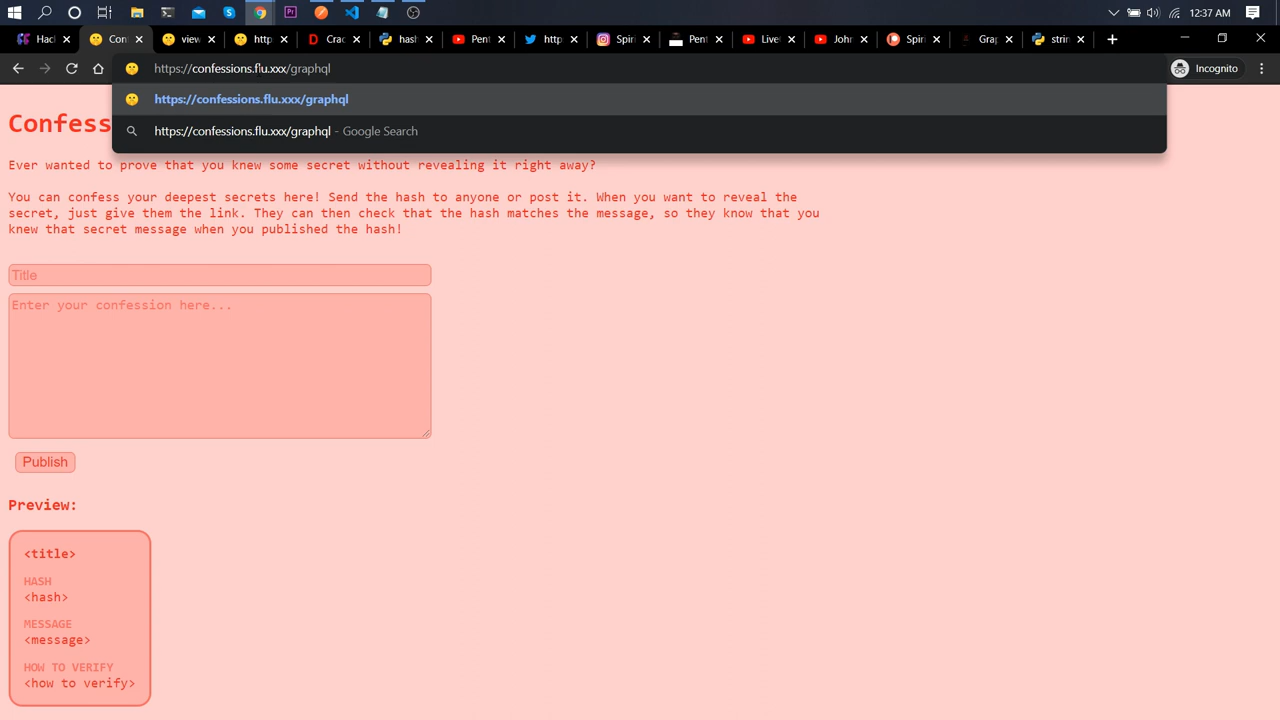 12:37 AM
Hack
Con
view
http
Crac
hash
Pent
http
Spiri
Pent
Live
John
Spiri
Grap
strin
https://confessions.flu.xxx/graphql
Incognito
https://confessions.flu.xxx/graphql
https://confessions.flu.xxx/graphql - Google Search
Confess
Ever wanted to prove that you knew some secret without revealing it right away?
You can confess your deepest secrets here! Send the hash to anyone or post it. When you want to reveal the
secret, just give them the link. They can then check that the hash matches the message, so they know that you
knew that secret message when you published the hash!
Title
Enter your confession here...
Publish
Preview:
<title>
HASH
<hash>
MESSAGE
<message>
HOW TO VERIFY
<how to verify>